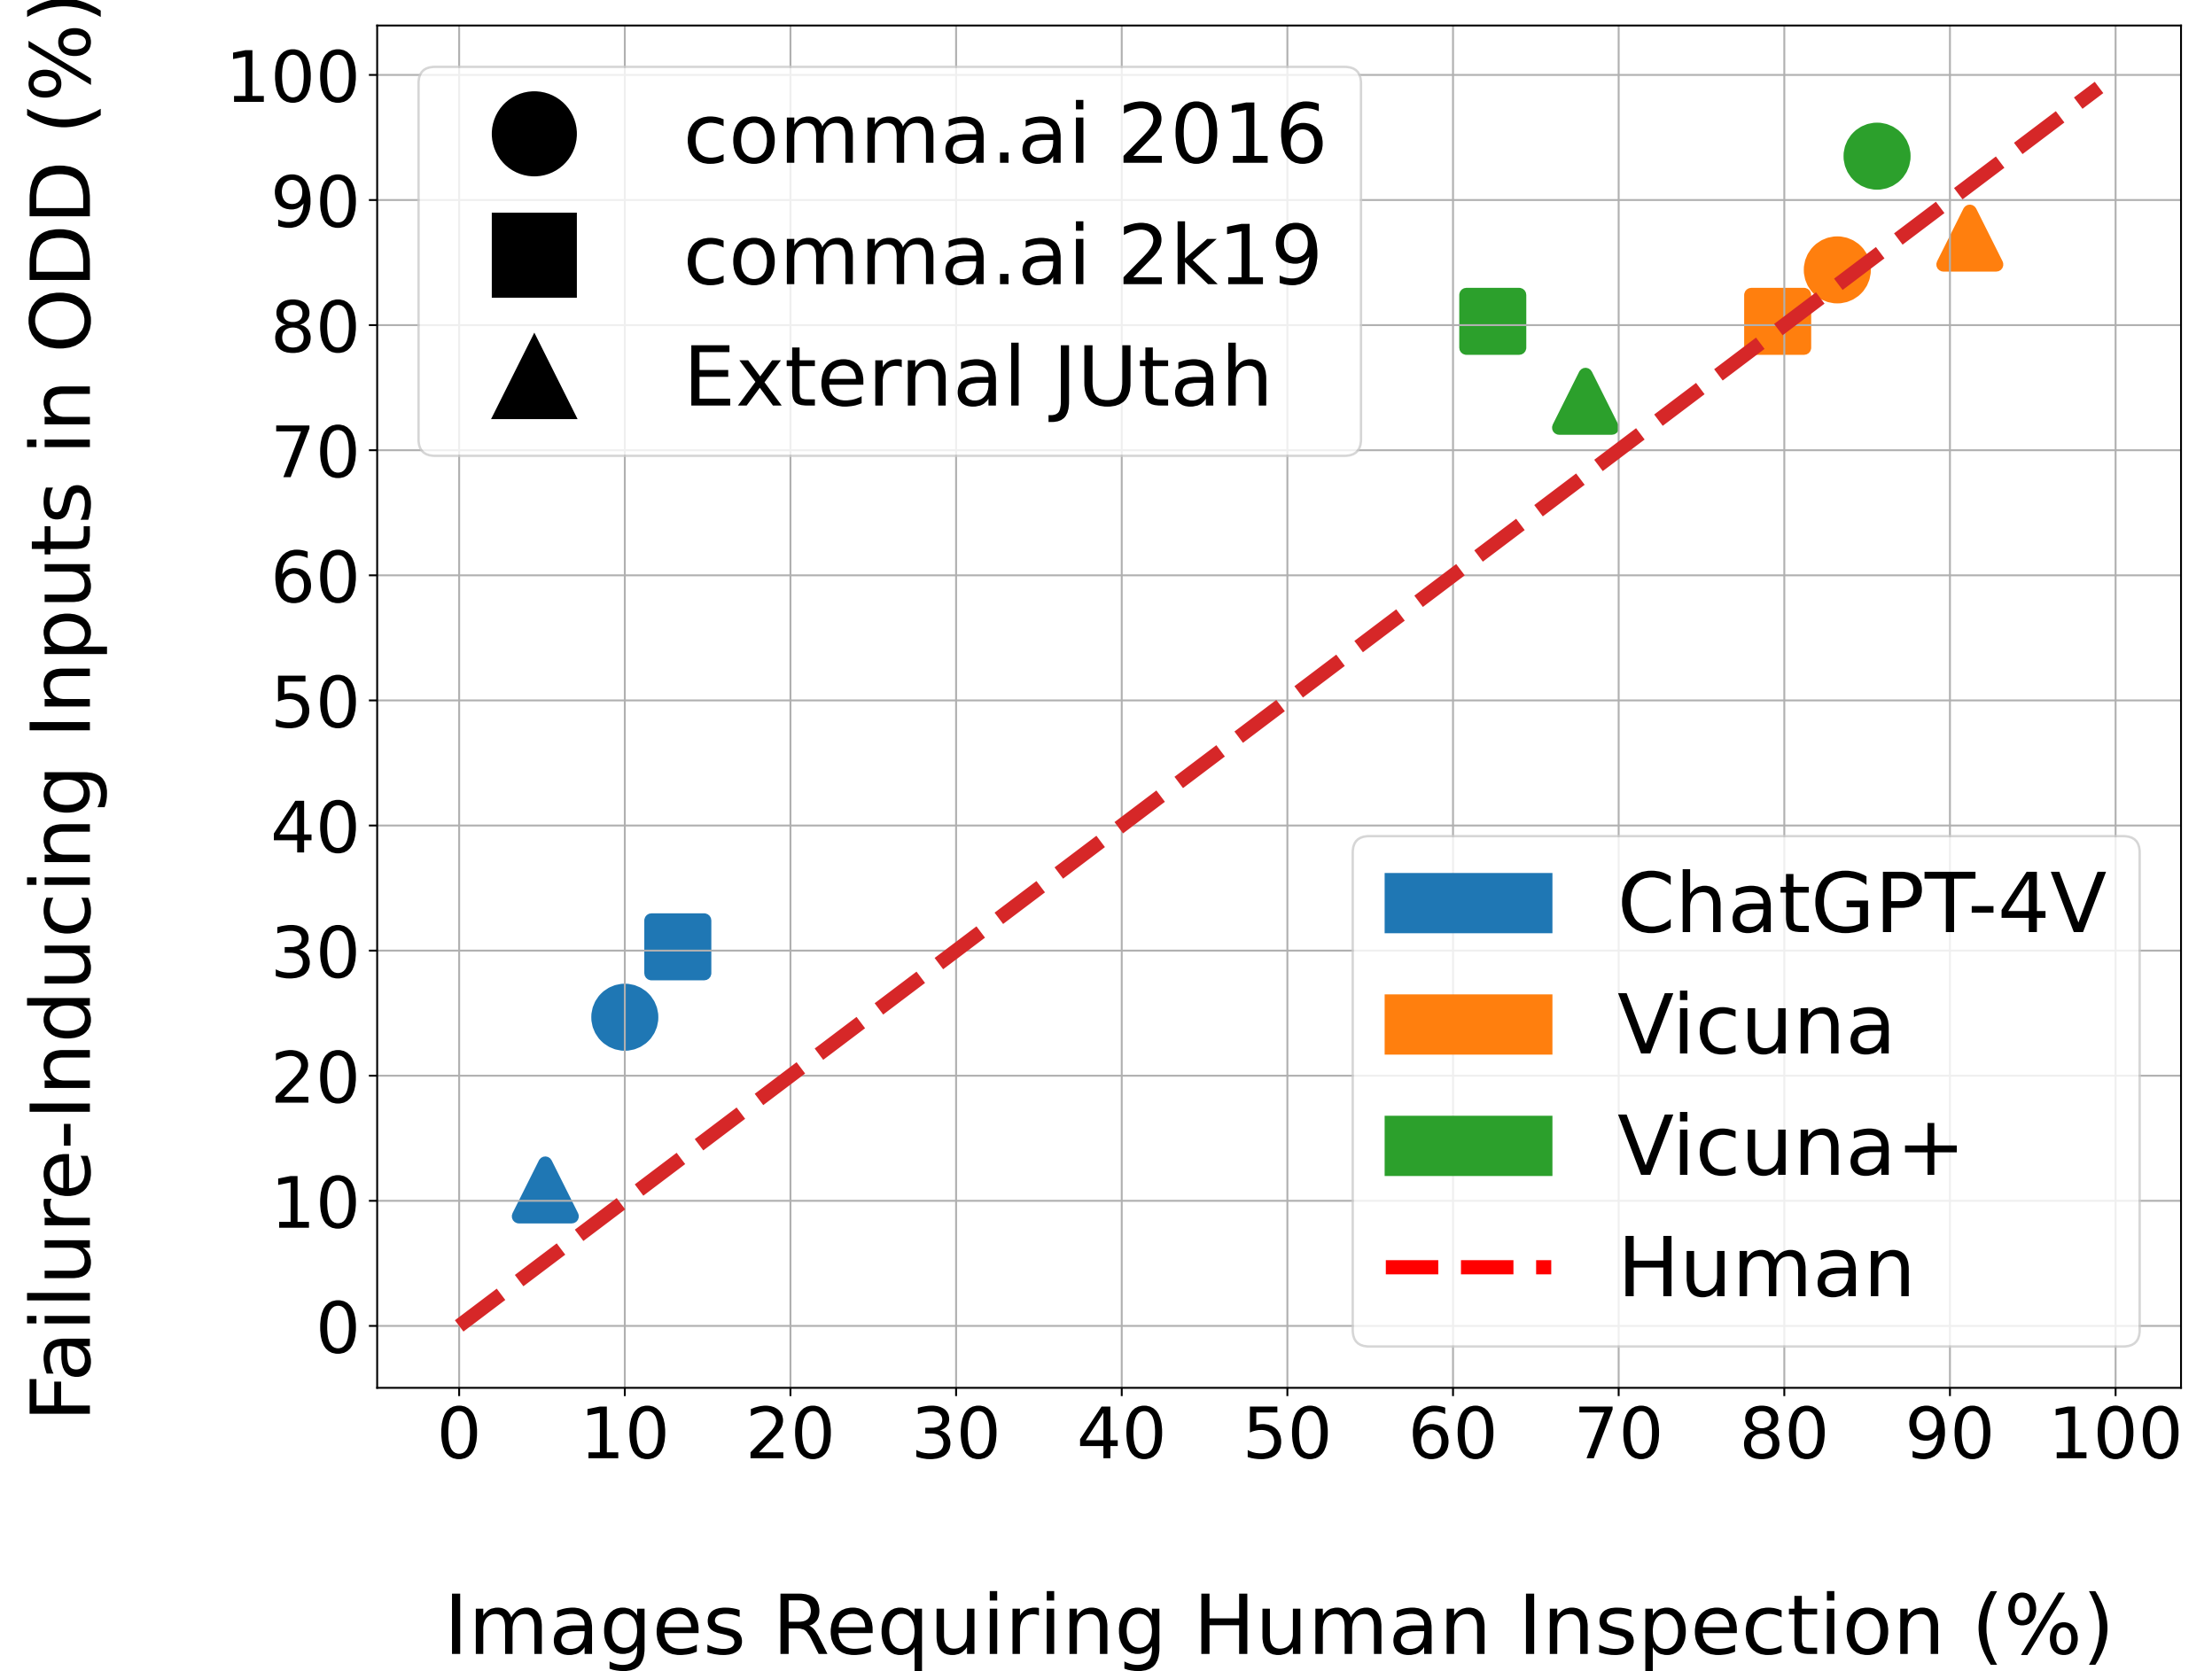 Failure-Inducing Inputs in ODD (%)
100
90
80
70
60
50
40
30
20
10
0
comma.ai 2016
comma.ai 2k19
External JUtah
ChatGPT-4V
Vicuna
Vicuna+
Human
0 10 20 30 40 50 60 70 80 90 100
Images Requiring Human Inspection (%)